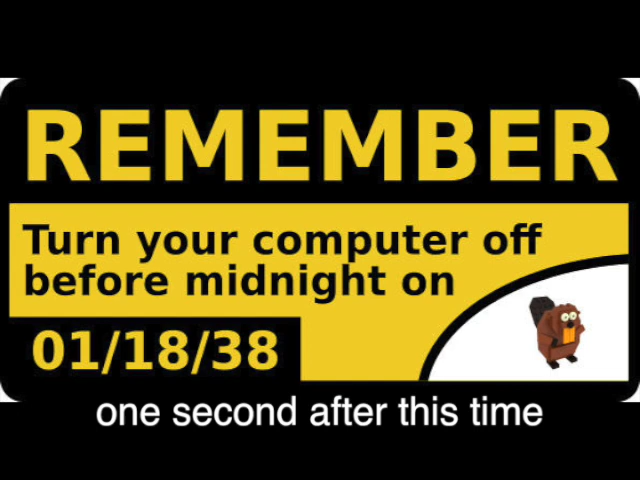 REMEMBER
Turn your computer off
before midnight on
01/18/38
one second after this time